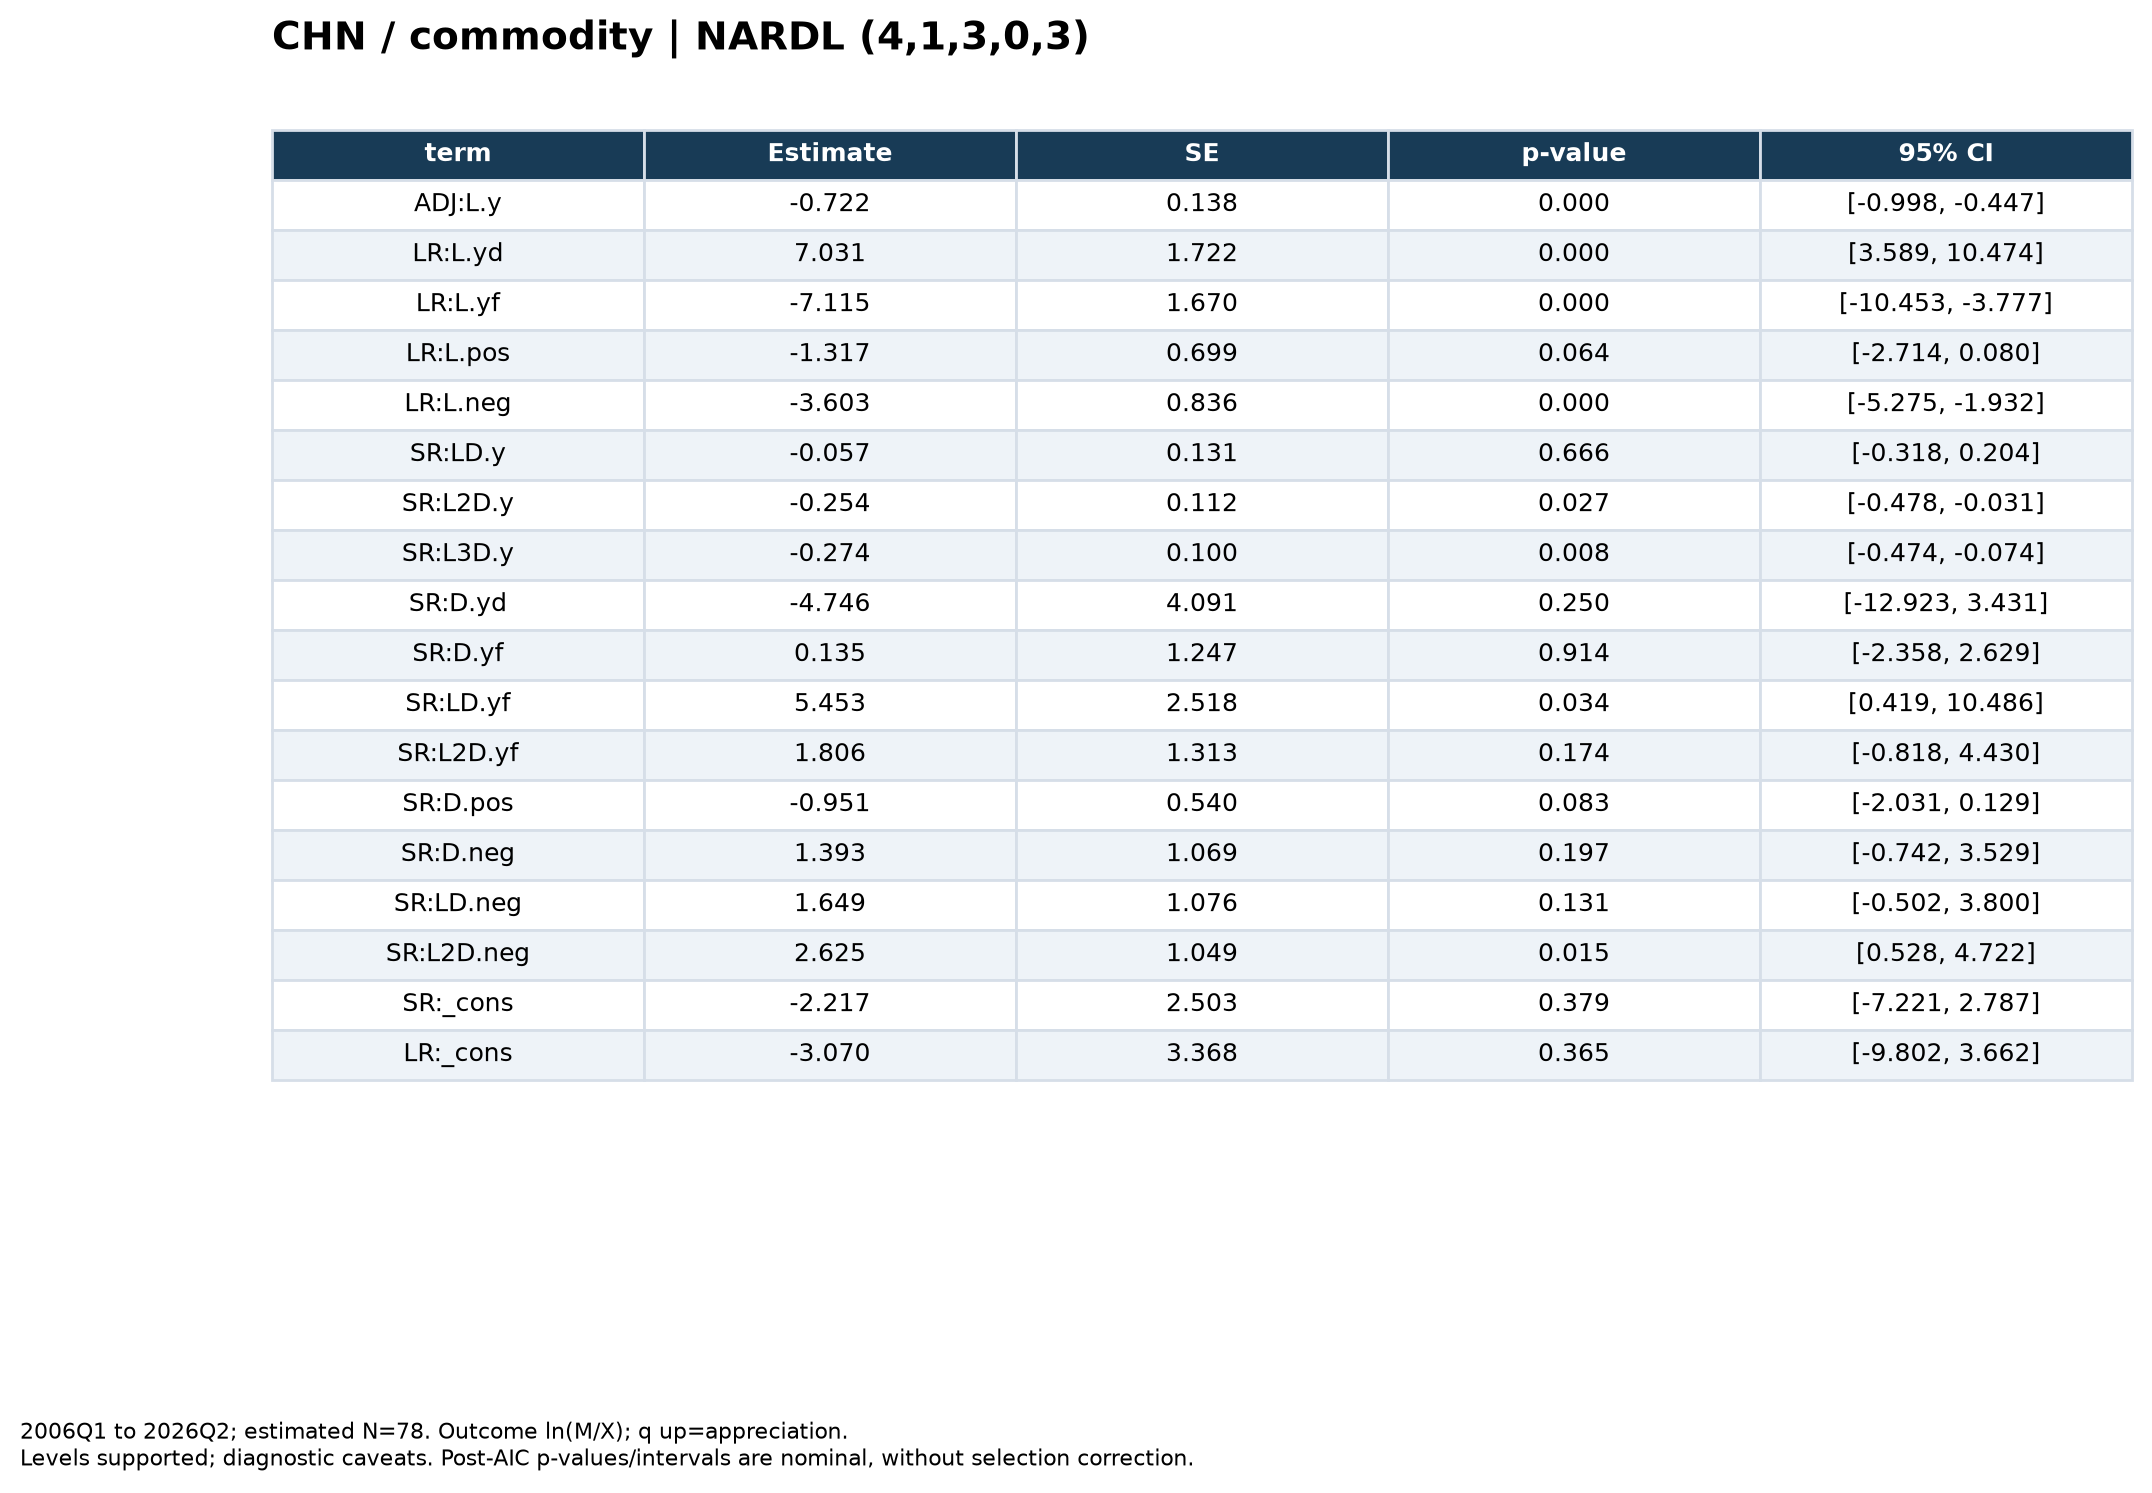 CHN / commodity | NARDL (4,1,3,0,3)
term Estimate SE p-value 95% CI
ADJ:L.y -0.722 0.138 0.000 [-0.998, -0.447]
LR:L.yd 7.031 1.722 0.000 [3.589, 10.474]
LR:L.yf -7.115 1.670 0.000 [-10.453, -3.777]
LR:L.pos -1.317 0.699 0.064 [-2.714, 0.080]
LR:L.neg -3.603 0.836 0.000 [-5.275, -1.932]
SR:LD.y -0.057 0.131 0.666 [-0.318, 0.204]
SR:L2D.y -0.254 0.112 0.027 [-0.478, -0.031]
SR:L3D.y -0.274 0.100 0.008 [-0.474, -0.074]
SR:D.yd -4.746 4.091 0.250 [-12.923, 3.431]
SR:D.yf 0.135 1.247 0.914 [-2.358, 2.629]
SR:LD.yf 5.453 2.518 0.034 [0.419, 10.486]
SR:L2D.yf 1.806 1.313 0.174 [-0.818, 4.430]
SR:D.pos -0.951 0.540 0.083 [-2.031, 0.129]
SR:D.neg 1.393 1.069 0.197 [-0.742, 3.529]
SR:LD.neg 1.649 1.076 0.131 [-0.502, 3.800]
SR:L2D.neg 2.625 1.049 0.015 [0.528, 4.722]
SR:_cons -2.217 2.503 0.379 [-7.221, 2.787]
LR:_cons -3.070 3.368 0.365 [-9.802, 3.662]
2006Q1 to 2026Q2; estimated N=78. Outcome ln(M/X); q up=appreciation.
Levels supported; diagnostic caveats. Post-AIC p-values/intervals are nominal, without selection correction.